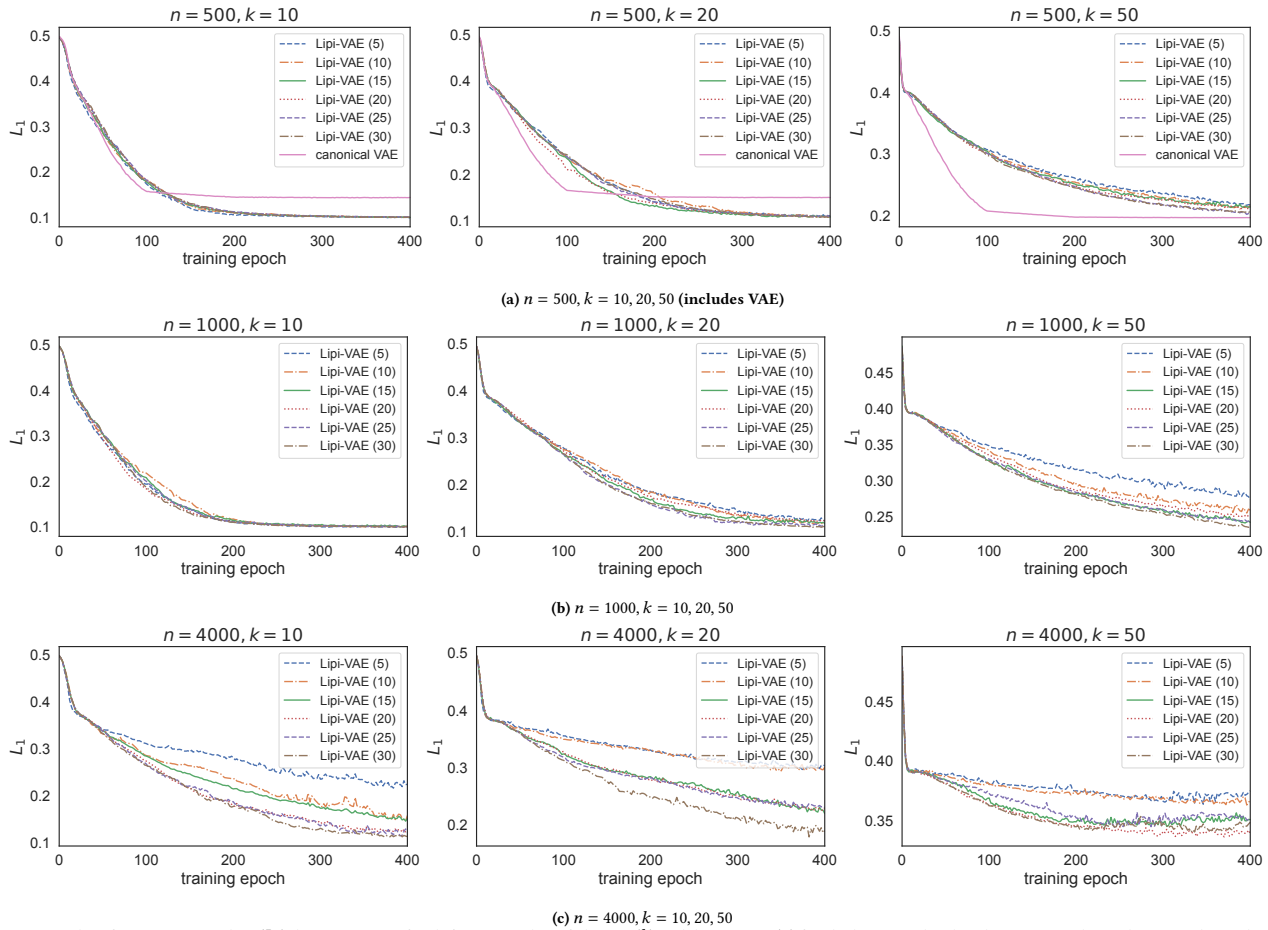 n = 500, k = 10
L1
0.5
0.4
0.3
0.2
0.1
0 100 200 300 400
training epoch
Lipi-VAE (5)
Lipi-VAE (10)
Lipi-VAE (15)
Lipi-VAE (20)
Lipi-VAE (25)
Lipi-VAE (30)
canonical VAE
n = 500, k = 20
L1
0.5
0.4
0.3
0.2
0.1
0 100 200 300 400
training epoch
Lipi-VAE (5)
Lipi-VAE (10)
Lipi-VAE (15)
Lipi-VAE (20)
Lipi-VAE (25)
Lipi-VAE (30)
canonical VAE
n = 500, k = 50
L1
0.5
0.4
0.3
0.2
0 100 200 300 400
training epoch
Lipi-VAE (5)
Lipi-VAE (10)
Lipi-VAE (15)
Lipi-VAE (20)
Lipi-VAE (25)
Lipi-VAE (30)
canonical VAE
(a) n = 500, k = 10, 20, 50 (includes VAE)
n = 1000, k = 10
L1
0.5
0.4
0.3
0.2
0.1
0 100 200 300 400
training epoch
Lipi-VAE (5)
Lipi-VAE (10)
Lipi-VAE (15)
Lipi-VAE (20)
Lipi-VAE (25)
Lipi-VAE (30)
n = 1000, k = 20
L1
0.5
0.4
0.3
0.2
0.1
0 100 200 300 400
training epoch
Lipi-VAE (5)
Lipi-VAE (10)
Lipi-VAE (15)
Lipi-VAE (20)
Lipi-VAE (25)
Lipi-VAE (30)
n = 1000, k = 50
L1
0.45
0.40
0.35
0.30
0.25
0 100 200 300 400
training epoch
Lipi-VAE (5)
Lipi-VAE (10)
Lipi-VAE (15)
Lipi-VAE (20)
Lipi-VAE (25)
Lipi-VAE (30)
(b) n = 1000, k = 10, 20, 50
n = 4000, k = 10
L1
0.5
0.4
0.3
0.2
0.1
0 100 200 300 400
training epoch
Lipi-VAE (5)
Lipi-VAE (10)
Lipi-VAE (15)
Lipi-VAE (20)
Lipi-VAE (25)
Lipi-VAE (30)
n = 4000, k = 20
L1
0.5
0.4
0.3
0.2
0 100 200 300 400
training epoch
Lipi-VAE (5)
Lipi-VAE (10)
Lipi-VAE (15)
Lipi-VAE (20)
Lipi-VAE (25)
Lipi-VAE (30)
n = 4000, k = 50
L1
0.45
0.40
0.35
0 100 200 300 400
training epoch
Lipi-VAE (5)
Lipi-VAE (10)
Lipi-VAE (15)
Lipi-VAE (20)
Lipi-VAE (25)
Lipi-VAE (30)
(c) n = 4000, k = 10, 20, 50